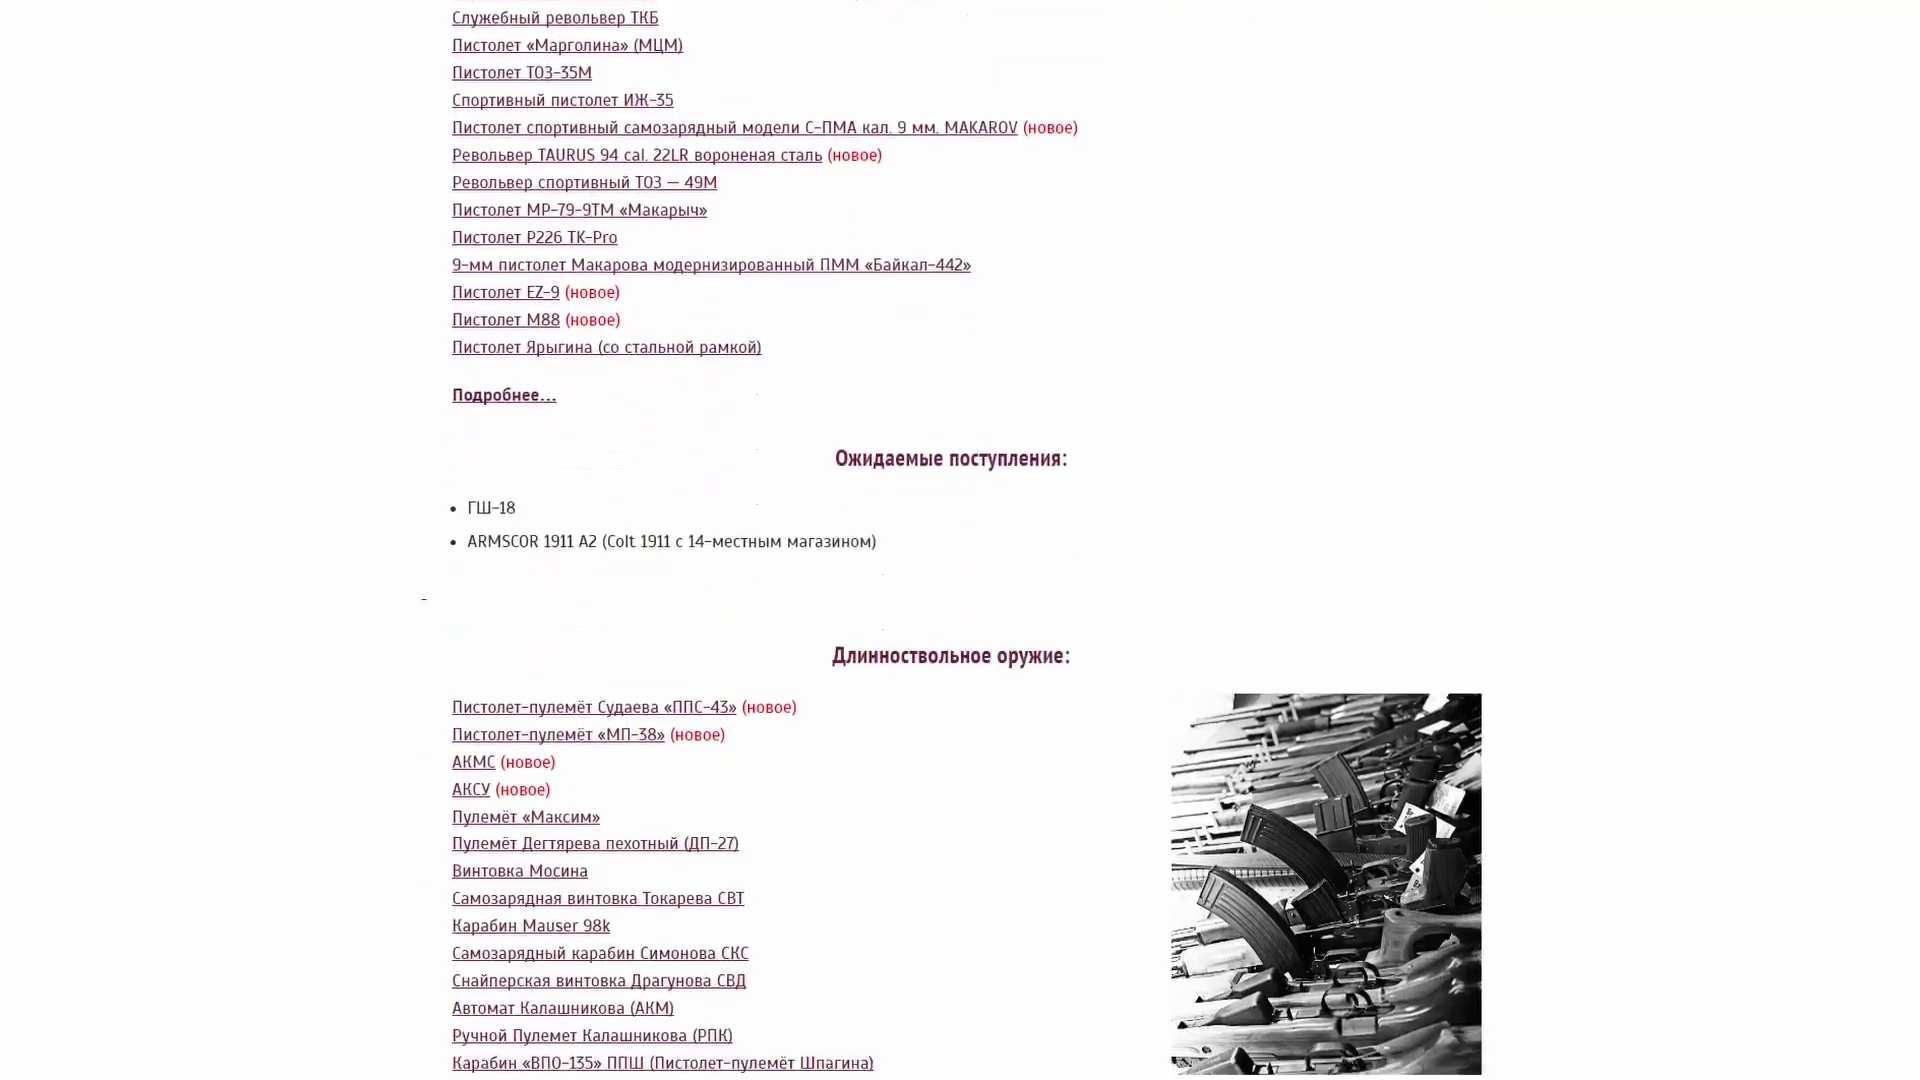 Служебный револьвер ТКБ
Пистолет «Марголина» (МЦМ)
Пистолет ТОЗ-35М
Спортивный пистолет ИЖ-35
Пистолет спортивный самозарядный модели С-ПМА кал. 9 мм. MAKAROV (новое)
Револьвер TAURUS 94 cal. 22LR вороненая сталь (новое)
Револьвер спортивный ТОЗ — 49М
Пистолет МР-79-9ТМ «Макарыч»
Пистолет P226 TK-Pro
9-мм пистолет Макарова модернизированный ПММ «Байкал-442»
Пистолет EZ-9 (новое)
Пистолет М88 (новое)
Пистолет Ярыгина (со стальной рамкой)
Подробнее...
Ожидаемые поступления:
• ГШ-18
• ARMSCOR 1911 A2 (Colt 1911 с 14-местным магазином)
-
Длинноствольное оружие:
Пистолет-пулемёт Судаева «ППС-43» (новое)
Пистолет-пулемёт «МП-38» (новое)
АКМС (новое)
АКСУ (новое)
Пулемёт «Максим»
Пулемёт Дегтярева пехотный (ДП-27)
Винтовка Мосина
Самозарядная винтовка Токарева СВТ
Карабин Mauser 98k
Самозарядный карабин Симонова СКС
Снайперская винтовка Драгунова СВД
Автомат Калашникова (АКМ)
Ручной Пулемет Калашникова (РПК)
Карабин «ВПО-135» ППШ (Пистолет-пулемёт Шпагина)